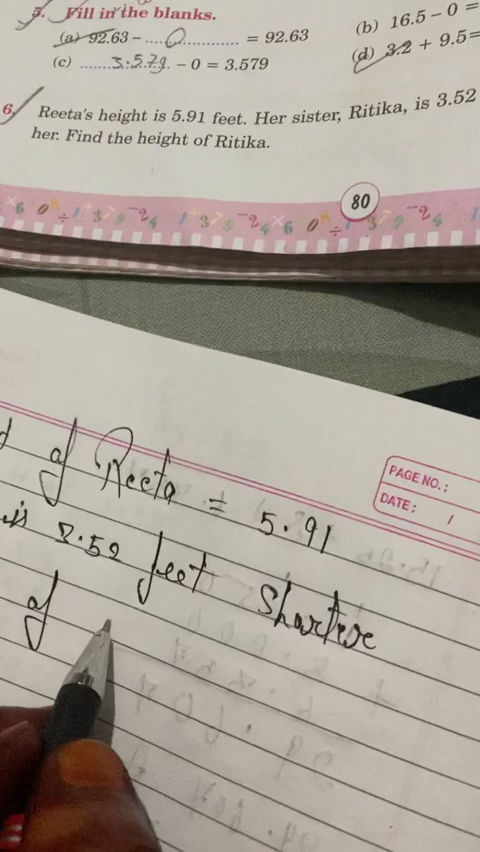 5. Fill in the blanks.
(a) 92.63 – ....0............. = 92.63
(b) 16.5 – 0 =
(c) ........3.579. – 0 = 3.579
(d) 3.2 + 9.5=
6. Reeta's height is 5.91 feet. Her sister, Ritika, is 3.52
her. Find the height of Ritika.
80
PAGE NO.:
DATE: /
of Reeta = 5.91
is 3.52 feet
of